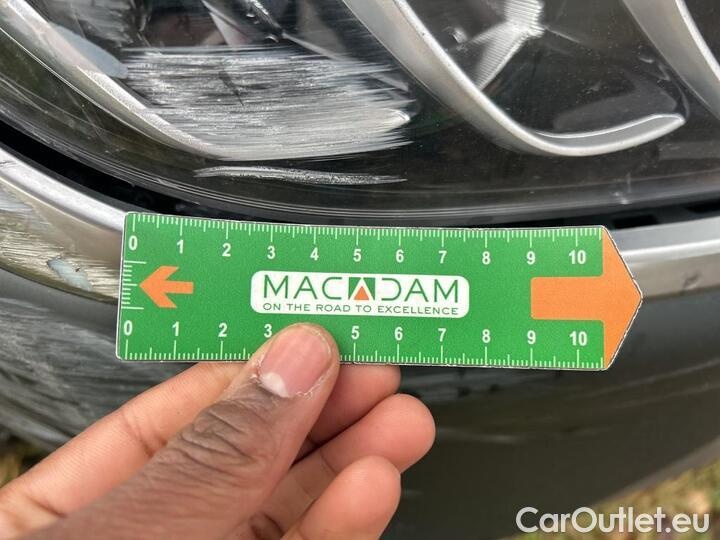 0 1 2 3 4 5 6 7 8 9 10
MACADAM
ON THE ROAD TO EXCELLENCE
0 1 2 3 5 6 7 8 9 10
CarOutlet.eu